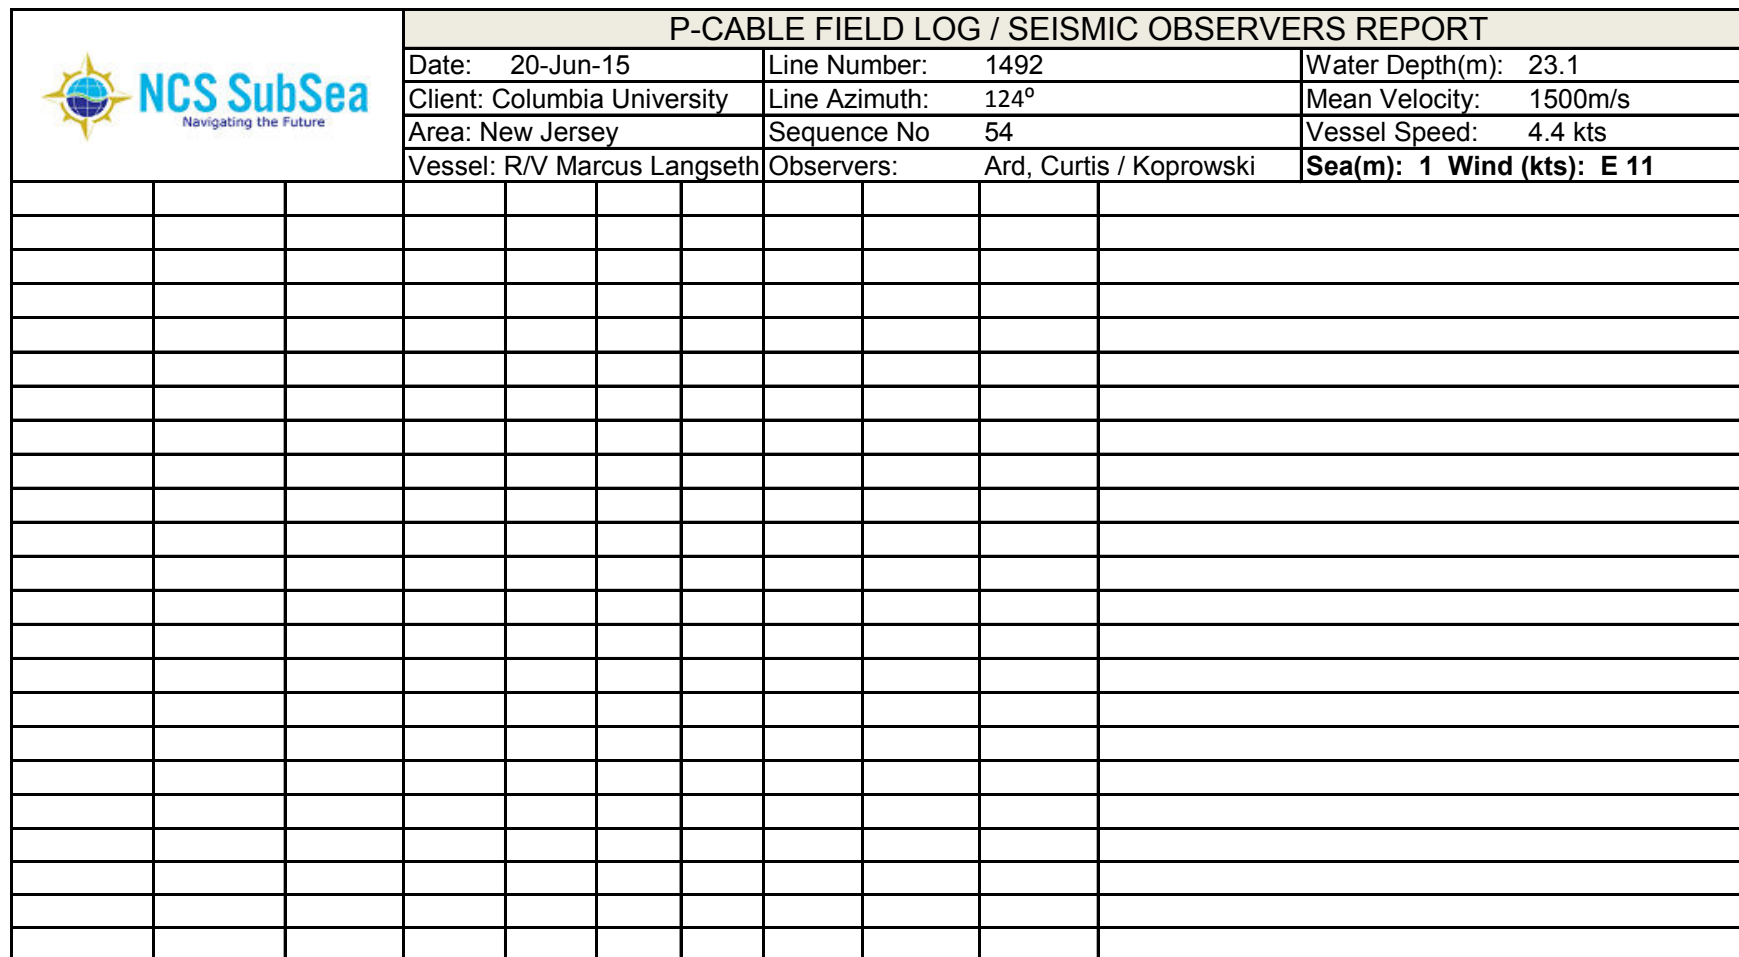 P-CABLE FIELD LOG / SEISMIC OBSERVERS REPORT
NCS SubSea
Navigating the Future
Date: 20-Jun-15 Line Number: 1492 Water Depth(m): 23.1
Client: Columbia University Line Azimuth: 124⁰ Mean Velocity: 1500m/s
Area: New Jersey Sequence No 54 Vessel Speed: 4.4 kts
Vessel: R/V Marcus Langseth Observers: Ard, Curtis / Koprowski Sea(m): 1 Wind (kts): E 11